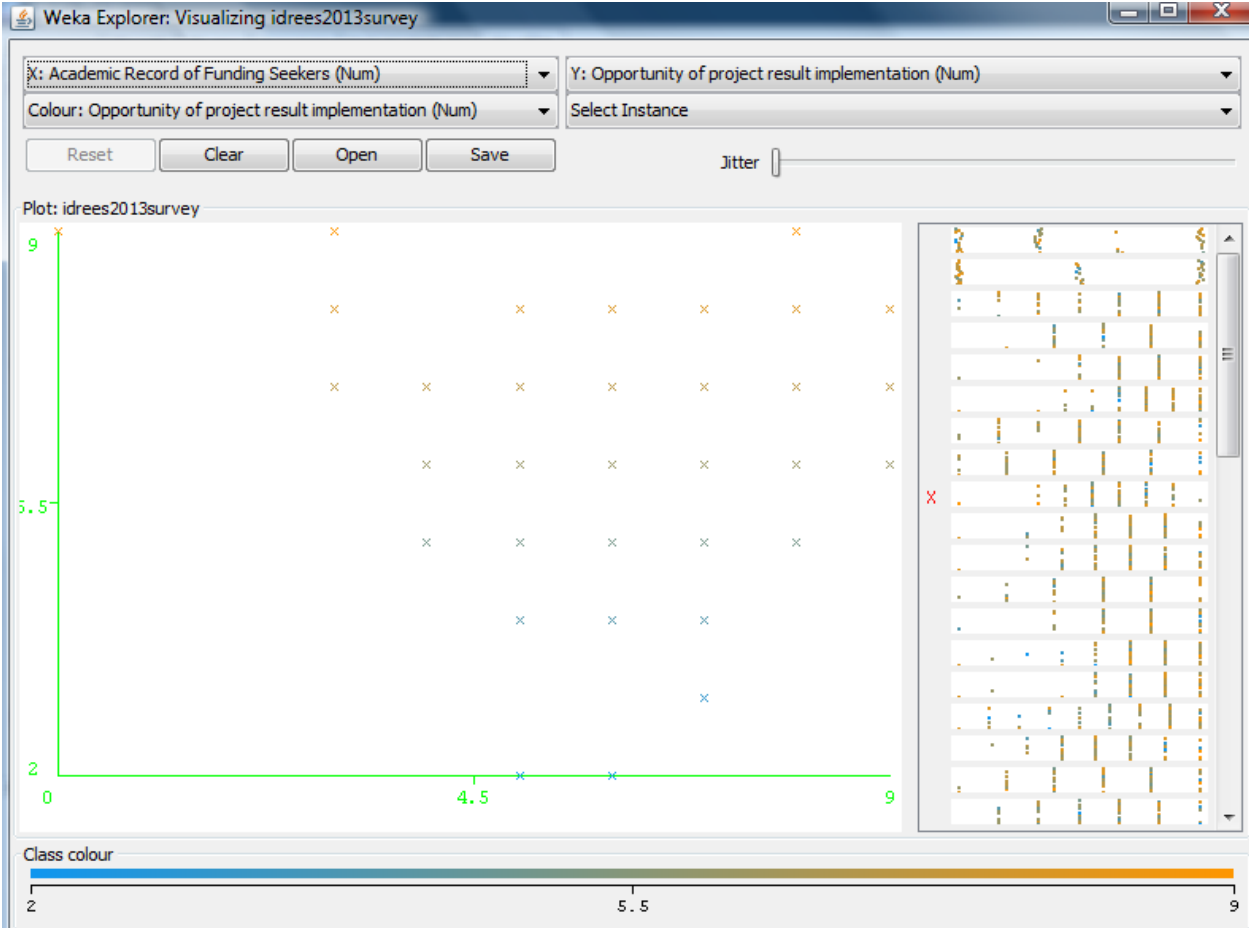 Weka Explorer: Visualizing idrees2013survey
X: Academic Record of Funding Seekers (Num)
Y: Opportunity of project result implementation (Num)
Colour: Opportunity of project result implementation (Num)
Select Instance
Reset
Clear
Open
Save
Jitter
Plot: idrees2013survey
9
5.5
2
0
4.5
9
X
Class colour
2
5.5
9